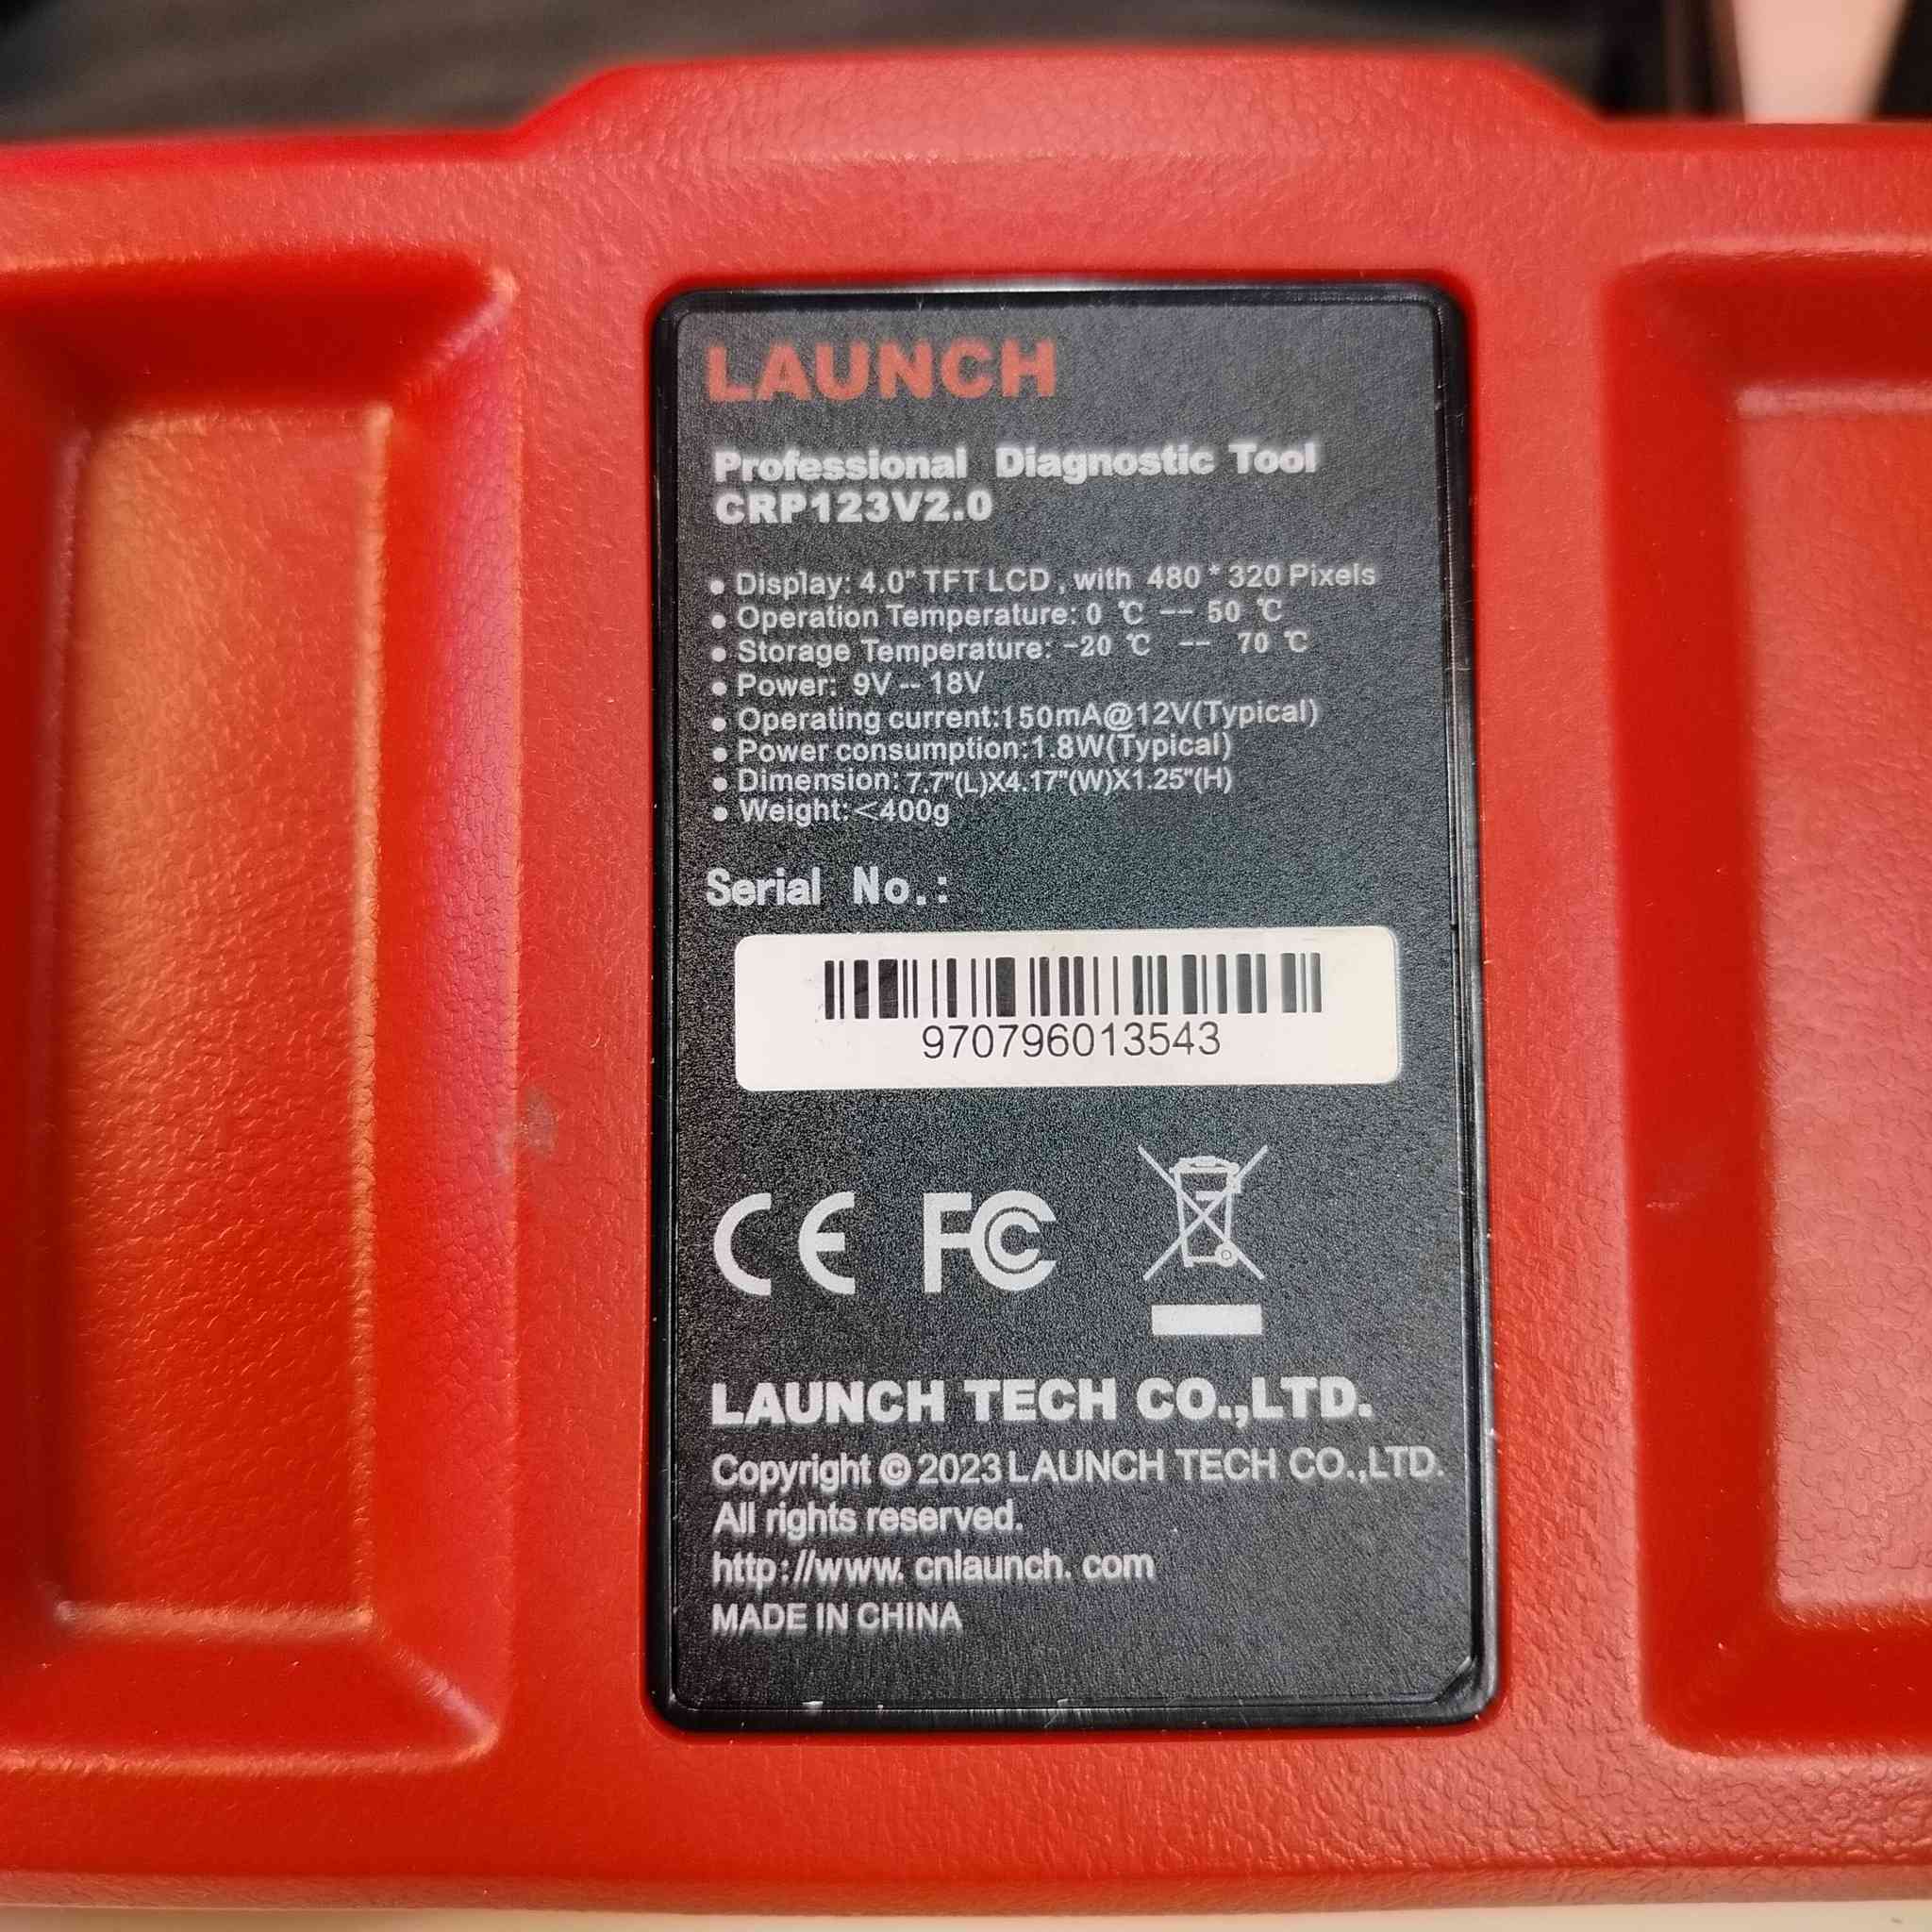 LAUNCH
Professional Diagnostic Tool
CRP123V2.0
• Display: 4.0" TFT LCD , with 480 * 320 Pixels
• Operation Temperature: 0 ℃ -- 50 ℃
• Storage Temperature: -20 ℃ -- 70 ℃
• Power: 9V -- 18V
• Operating current:150mA@12V(Typical)
• Power consumption:1.8W(Typical)
• Dimension: 7.7"(L)X4.17"(W)X1.25"(H)
• Weight:<400g
Serial No.:
970796013543
CE FC
LAUNCH TECH CO.,LTD.
Copyright © 2023 LAUNCH TECH CO.,LTD.
All rights reserved.
http://www. cnlaunch. com
MADE IN CHINA